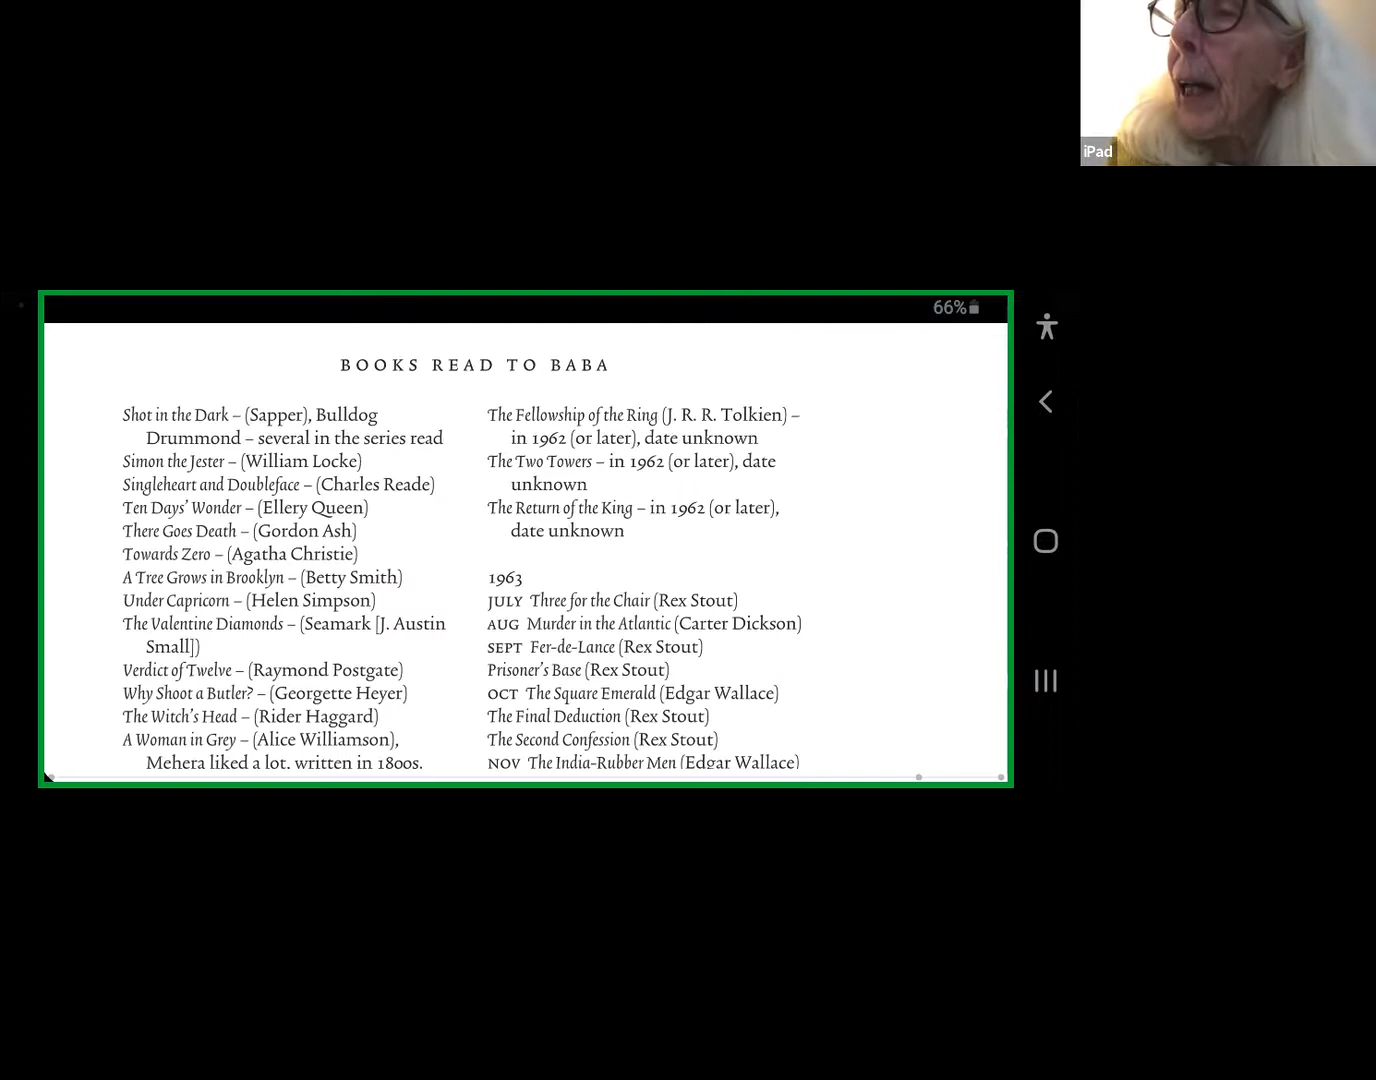 iPad
66%
BOOKS READ TO BABA
Shot in the Dark – (Sapper), Bulldog
Drummond – several in the series read
Simon the Jester – (William Locke)
Singleheart and Doubleface – (Charles Reade)
Ten Days' Wonder – (Ellery Queen)
There Goes Death – (Gordon Ash)
Towards Zero – (Agatha Christie)
A Tree Grows in Brooklyn – (Betty Smith)
Under Capricorn – (Helen Simpson)
The Valentine Diamonds – (Seamark [J. Austin
Small])
Verdict of Twelve – (Raymond Postgate)
Why Shoot a Butler? – (Georgette Heyer)
The Witch's Head – (Rider Haggard)
A Woman in Grey – (Alice Williamson),
Mehera liked a lot. written in 1800s.
The Fellowship of the Ring (J. R. R. Tolkien) –
in 1962 (or later), date unknown
The Two Towers – in 1962 (or later), date
unknown
The Return of the King – in 1962 (or later),
date unknown
1963
JULY Three for the Chair (Rex Stout)
AUG Murder in the Atlantic (Carter Dickson)
SEPT Fer-de-Lance (Rex Stout)
Prisoner's Base (Rex Stout)
OCT The Square Emerald (Edgar Wallace)
The Final Deduction (Rex Stout)
The Second Confession (Rex Stout)
NOV The India-Rubber Men (Edgar Wallace)